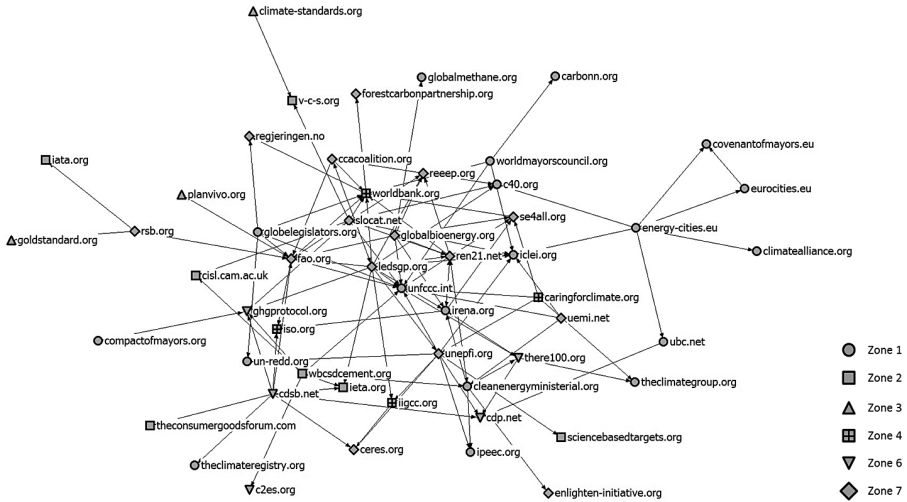 climate-standards.org
globalmethane.org
carbonn.org
forestcarbonpartnership.org
v-c-s.org
regjeringen.no
covenantofmayors.eu
iata.org
ccacoalition.org
worldmayorscouncil.org
reeep.org
c40.org
eurocities.eu
planvivo.org
worldbank.org
slocat.net
se4all.org
energy-cities.eu
rsb.org
globelegislators.org
globalbioenergy.org
goldstandard.org
climatealliance.org
fao.org
ren21.net
iclei.org
ledsgp.org
cisl.cam.ac.uk
unfccc.int
caringforclimate.org
ghgprotocol.org
irena.org
uemi.net
iso.org
compactofmayors.org
ubc.net
Zone 1
unepfi.org
there100.org
un-redd.org
wbcsdcement.org
Zone 2
ieta.org
cleanenergyministerial.org
theclimategroup.org
cdsb.net
iigcc.org
Zone 3
cdp.net
theconsumergoodsforum.com
sciencebasedtargets.org
Zone 4
ceres.org
ipeec.org
theclimateregistry.org
Zone 6
c2es.org
enlighten-initiative.org
Zone 7